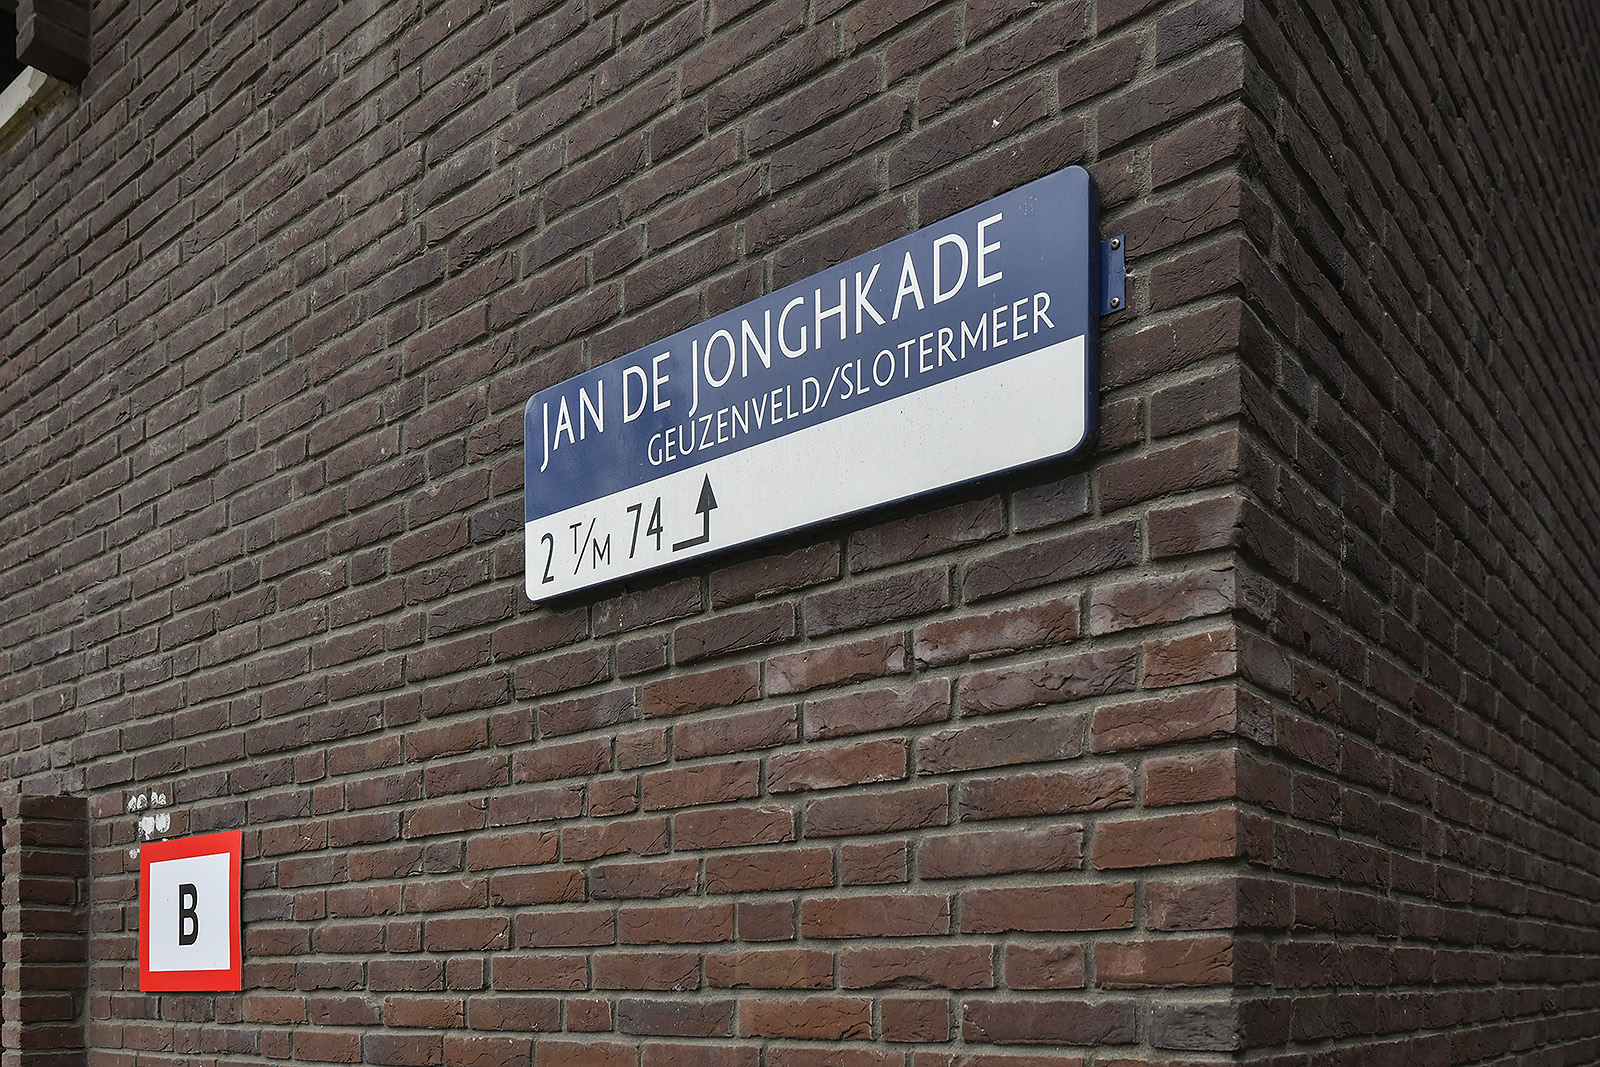 JAN DE JONGHKADE
GEUZENVELD/SLOTERMEER
2 T/M 74
B